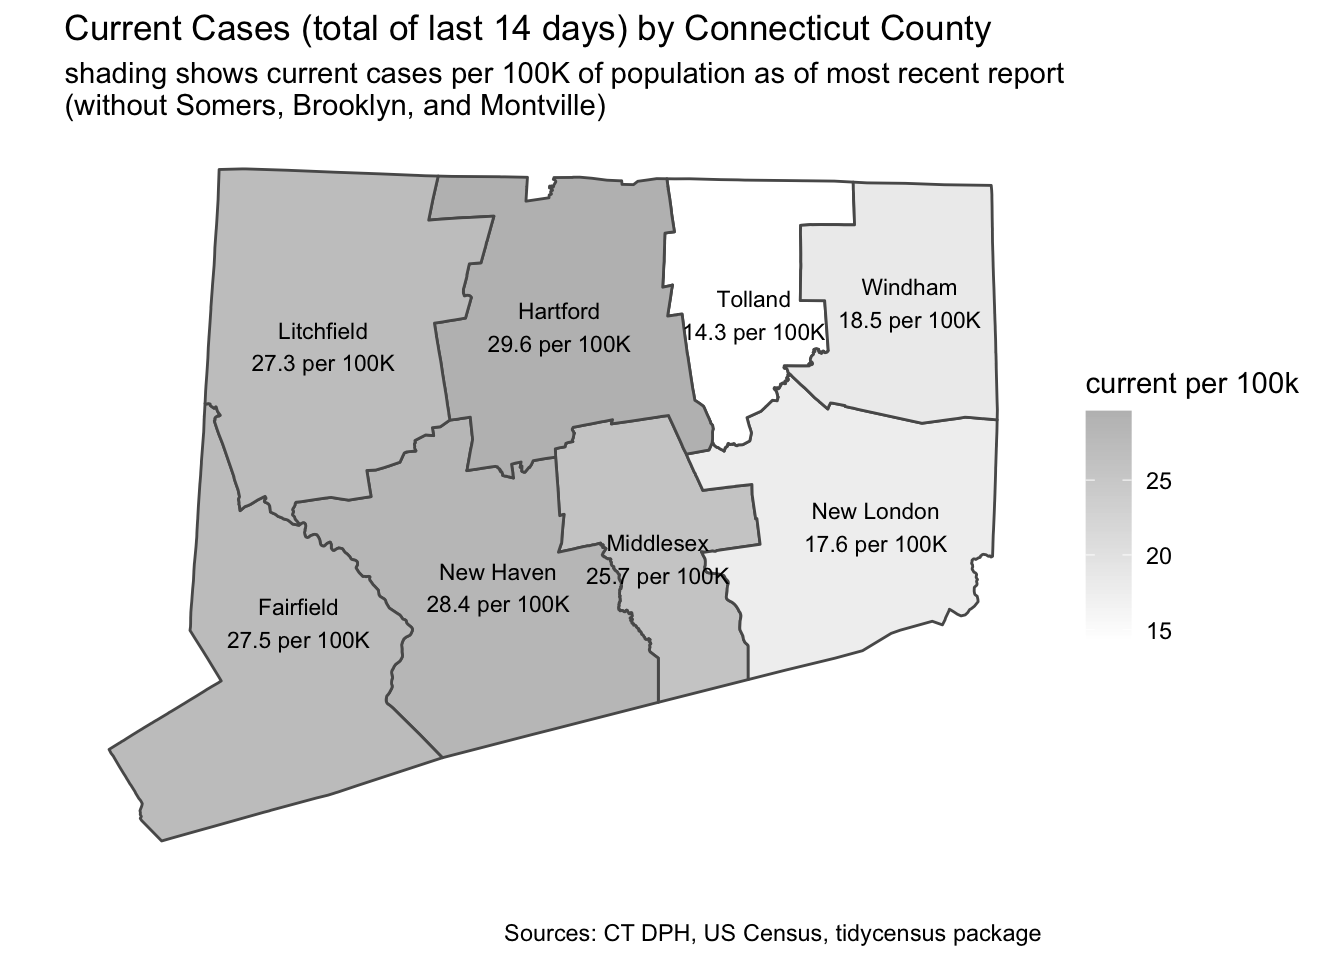 Current Cases (total of last 14 days) by Connecticut County
shading shows current cases per 100K of population as of most recent report
(without Somers, Brooklyn, and Montville)
Litchfield
27.3 per 100K
Hartford
29.6 per 100K
Tolland
14.3 per 100K
Windham
18.5 per 100K
Fairfield
27.5 per 100K
New Haven
28.4 per 100K
Middlesex
25.7 per 100K
New London
17.6 per 100K
current per 100k
25
20
15
Sources: CT DPH, US Census, tidycensus package